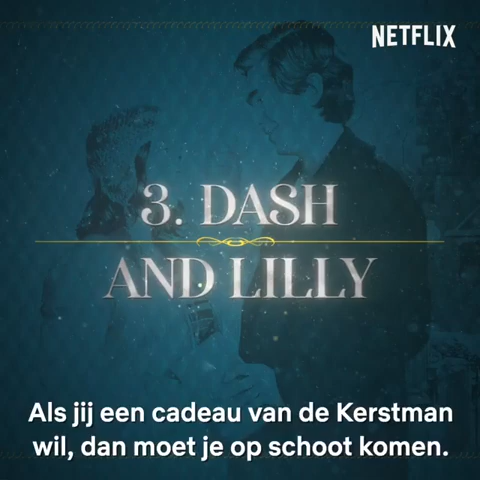 NETFLIX
3. DASH
AND LILLY
Als jij een cadeau van de Kerstman
wil, dan moet je op schoot komen.